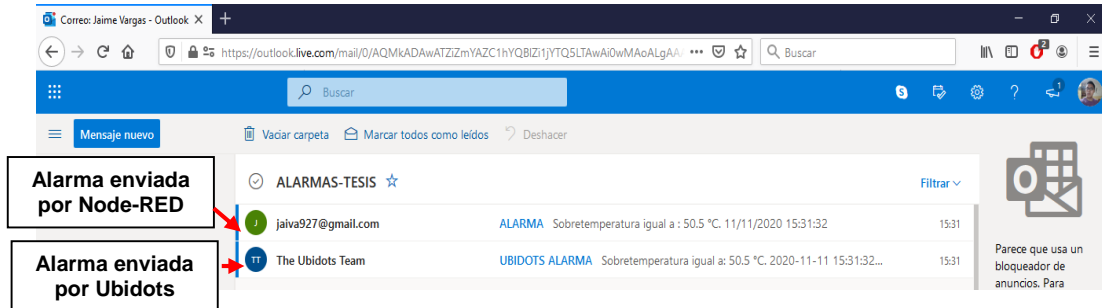 Correo: Jaime Vargas - Outlook
https://outlook.live.com/mail/0/AQMkADAwATZiZmYAZC1hYQBlZi1jYTQ5LTAwAi0wMAoALgAA/ Buscar 2
Buscar S ? 1
Mensaje nuevo Vaciar carpeta Marcar todos como leídos Deshacer
Alarma enviada
por Node-RED
ALARMAS-TESIS Filtrar
J jaiva927@gmail.com ALARMA Sobretemperatura igual a : 50.5 °C. 11/11/2020 15:31:32 15:31
Alarma enviada
por Ubidots
TT The Ubidots Team UBIDOTS ALARMA Sobretemperatura igual a: 50.5 °C. 2020-11-11 15:31:32... 15:31
Parece que usa un
bloqueador de
anuncios. Para